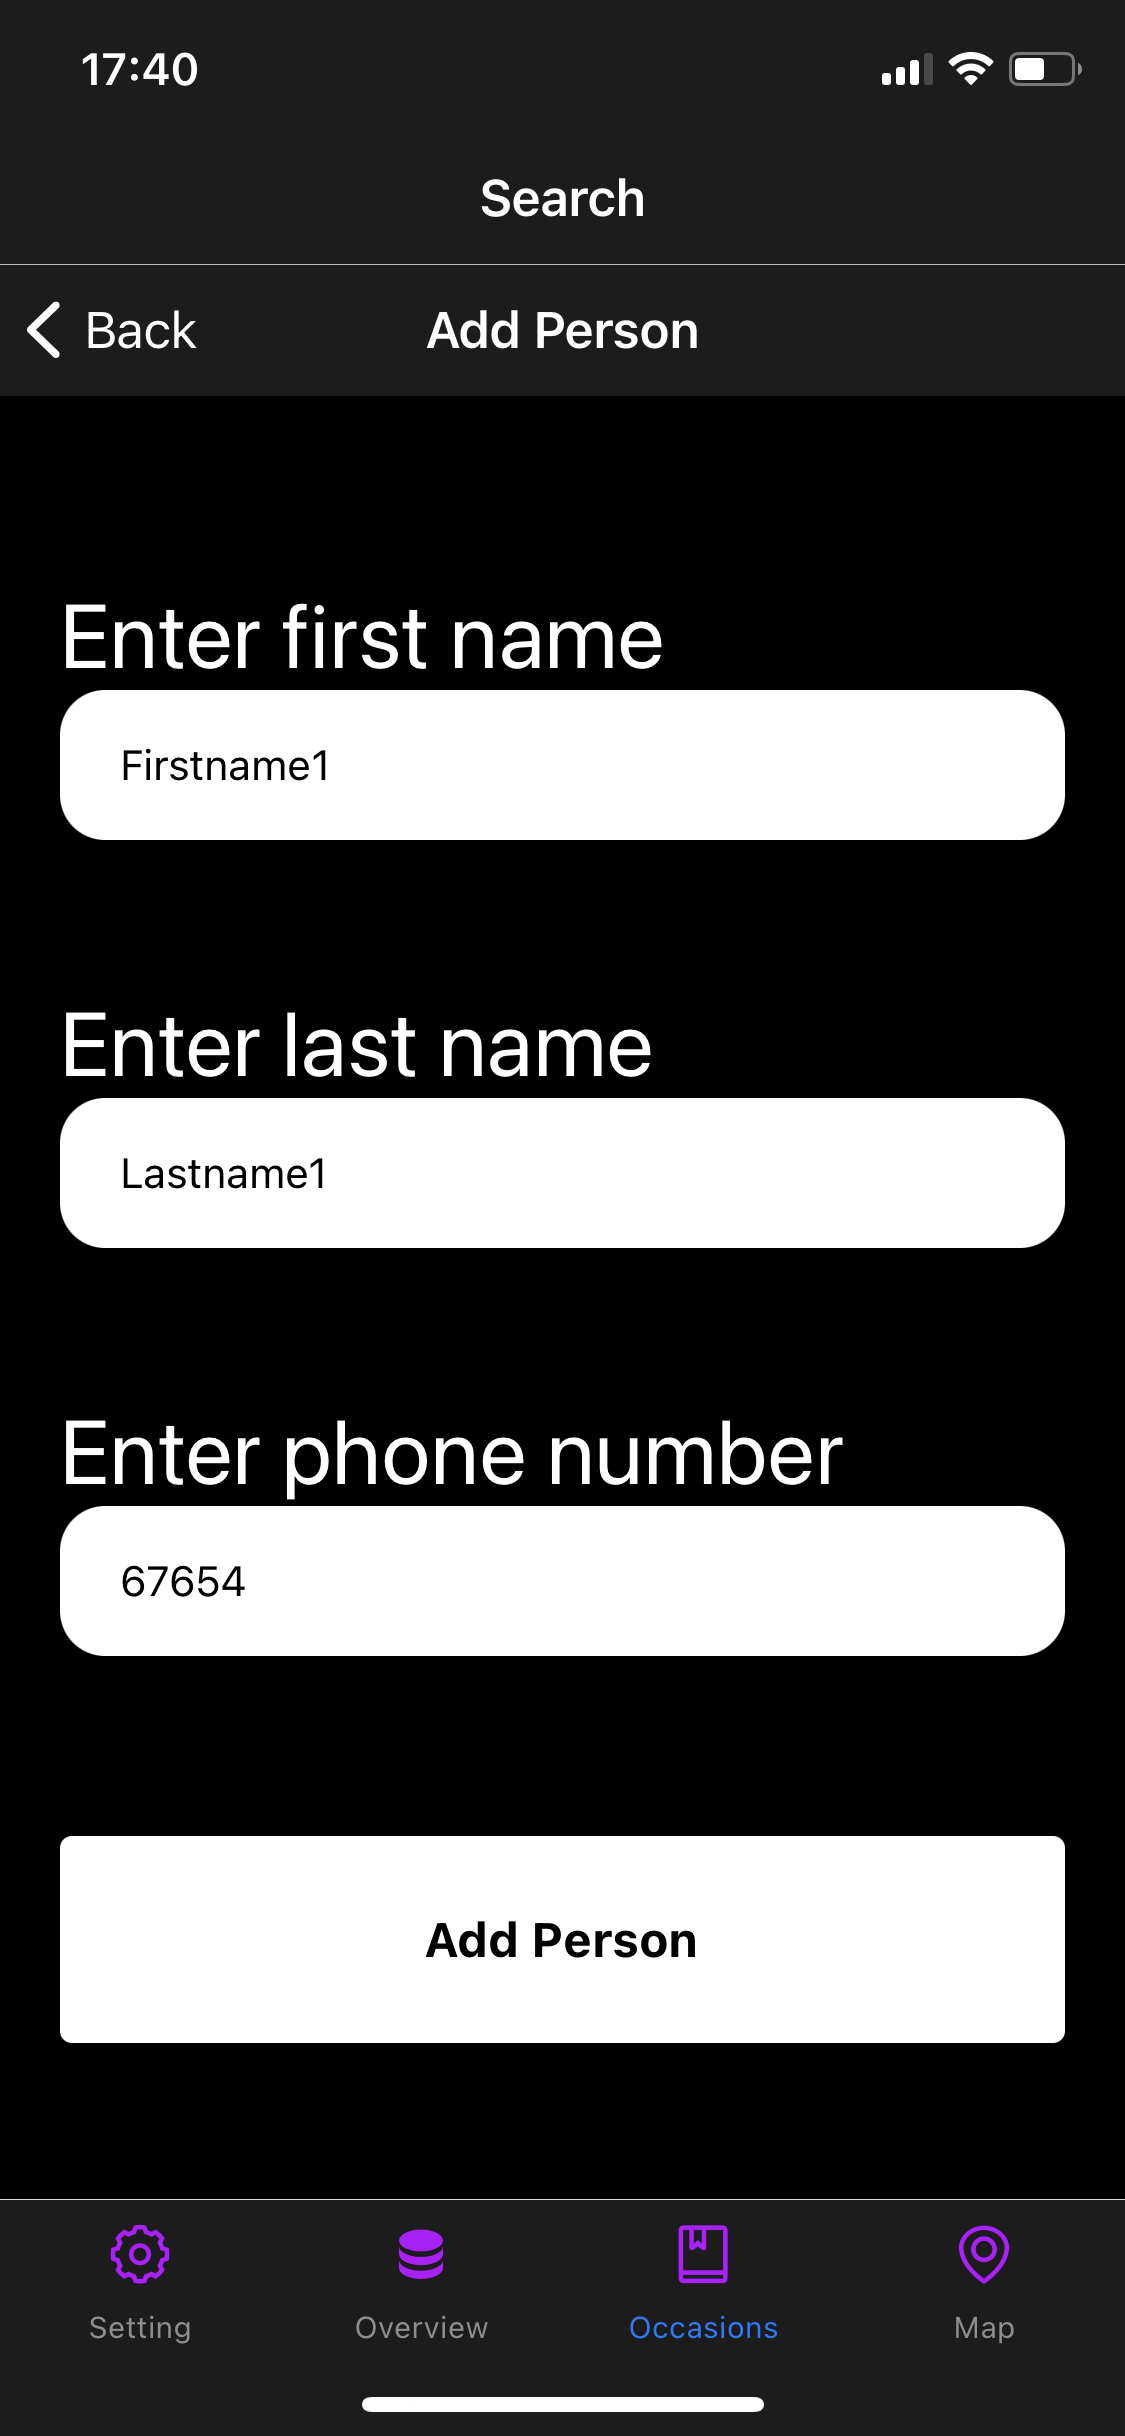 17:40
Search
Back
Add Person
Enter first name
Firstname1
Enter last name
Lastname1
Enter phone number
67654
Add Person
Setting
Overview
Occasions
Map